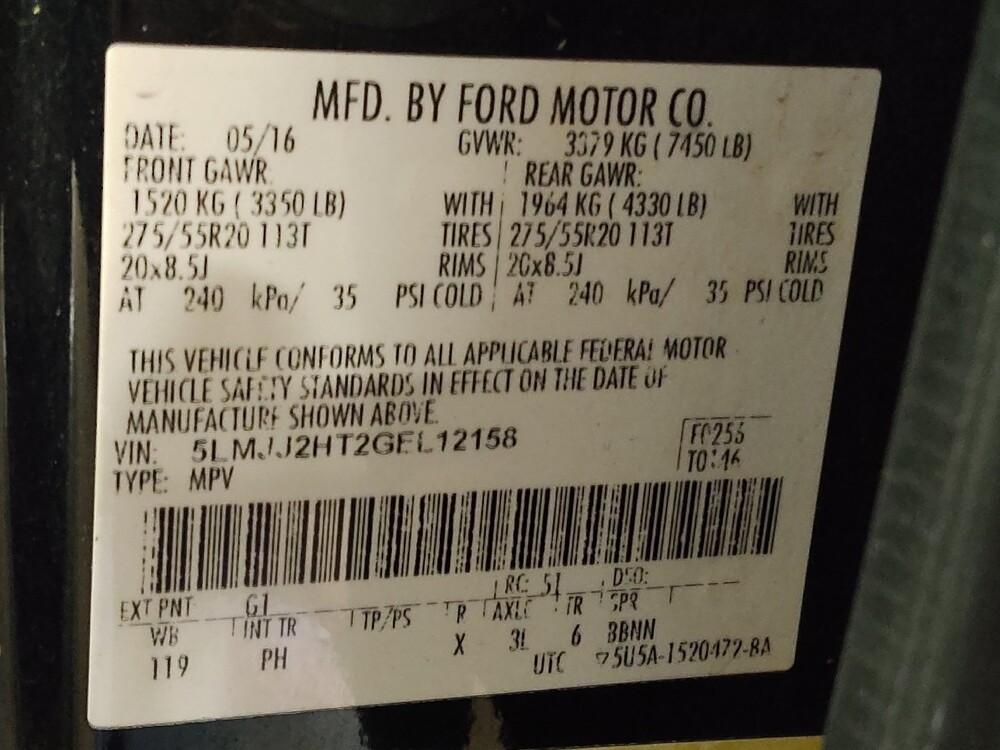 MFD. BY FORD MOTOR CO.
DATE: 05/16 GVWR: 3379 KG ( 7450 LB)
FRONT GAWR: REAR GAWR:
1520 KG ( 3350 LB) WITH 1964 KG ( 4330 LB) WITH
275/55R20 113T TIRES 275/55R20 113T TIRES
20x8.5J RIMS 20x8.5J RIMS
AT 240 kPa/ 35 PSI COLD AT 240 kPa/ 35 PSI COLD
THIS VEHICLE CONFORMS TO ALL APPLICABLE FEDERAL MOTOR
VEHICLE SAFETY STANDARDS IN EFFECT ON THE DATE OF
MANUFACTURE SHOWN ABOVE.
VIN: 5LMJJ2HT2GEL12158
TYPE: MPV
EXT PNT G1 RC: 51 DSO:
WB INT TR TP/PS R AXLE TR SPR
119 PH X 3L 6 BBNN
UTC